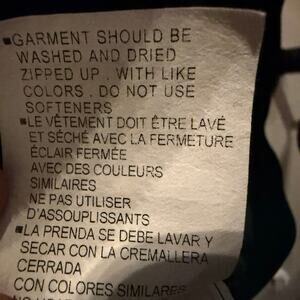 ▪GARMENT SHOULD BE
WASHED AND DRIED
ZIPPED UP . WITH LIKE
COLORS . DO NOT USE
SOFTENERS
▪LE VÊTEMENT DOIT ÊTRE LAVÉ
ET SÉCHÉ AVEC LA FERMETURE
ÉCLAIR FERMÉE
AVEC DES COULEURS
SIMILAIRES
NE PAS UTILISER
D'ASSOUPLISSANTS
▪LA PRENDA SE DEBE LAVAR Y
SECAR CON LA CREMALLERA
CERRADA
CON COLORES SIMILARES